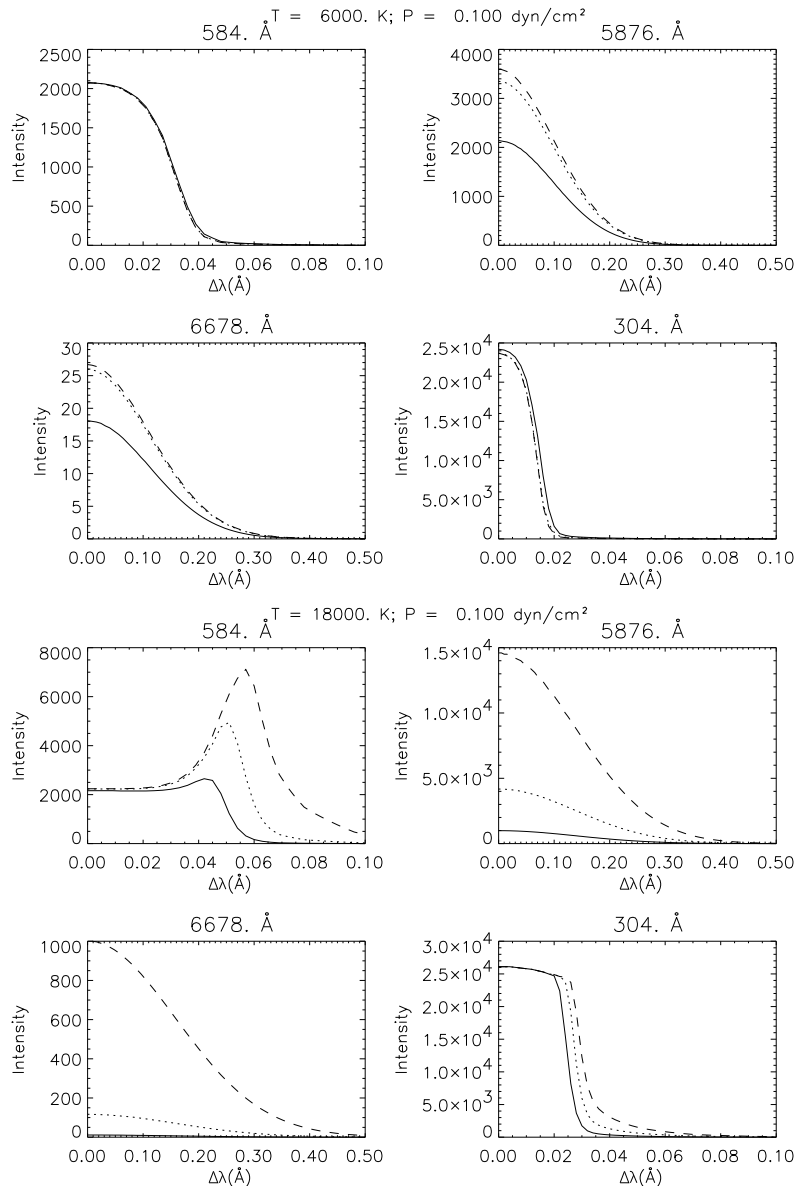 T = 6000. K; P = 0.100 dyn/cm²
584. Å
5876. Å
Intensity
2500
2000
1500
1000
500
0
0.00 0.02 0.04 0.06 0.08 0.10
Δλ(Å)
Intensity
4000
3000
2000
1000
0
0.00 0.10 0.20 0.30 0.40 0.50
Δλ(Å)
6678. Å
304. Å
Intensity
30
25
20
15
10
5
0
0.00 0.10 0.20 0.30 0.40 0.50
Δλ(Å)
Intensity
2.5×10⁴
2.0×10⁴
1.5×10⁴
1.0×10⁴
5.0×10³
0
0.00 0.02 0.04 0.06 0.08 0.10
Δλ(Å)
T = 18000. K; P = 0.100 dyn/cm²
584. Å
5876. Å
Intensity
8000
6000
4000
2000
0
0.00 0.02 0.04 0.06 0.08 0.10
Δλ(Å)
Intensity
1.5×10⁴
1.0×10⁴
5.0×10³
0
0.00 0.10 0.20 0.30 0.40 0.50
Δλ(Å)
6678. Å
304. Å
Intensity
1000
800
600
400
200
0
0.00 0.10 0.20 0.30 0.40 0.50
Δλ(Å)
Intensity
3.0×10⁴
2.5×10⁴
2.0×10⁴
1.5×10⁴
1.0×10⁴
5.0×10³
0
0.00 0.02 0.04 0.06 0.08 0.10
Δλ(Å)